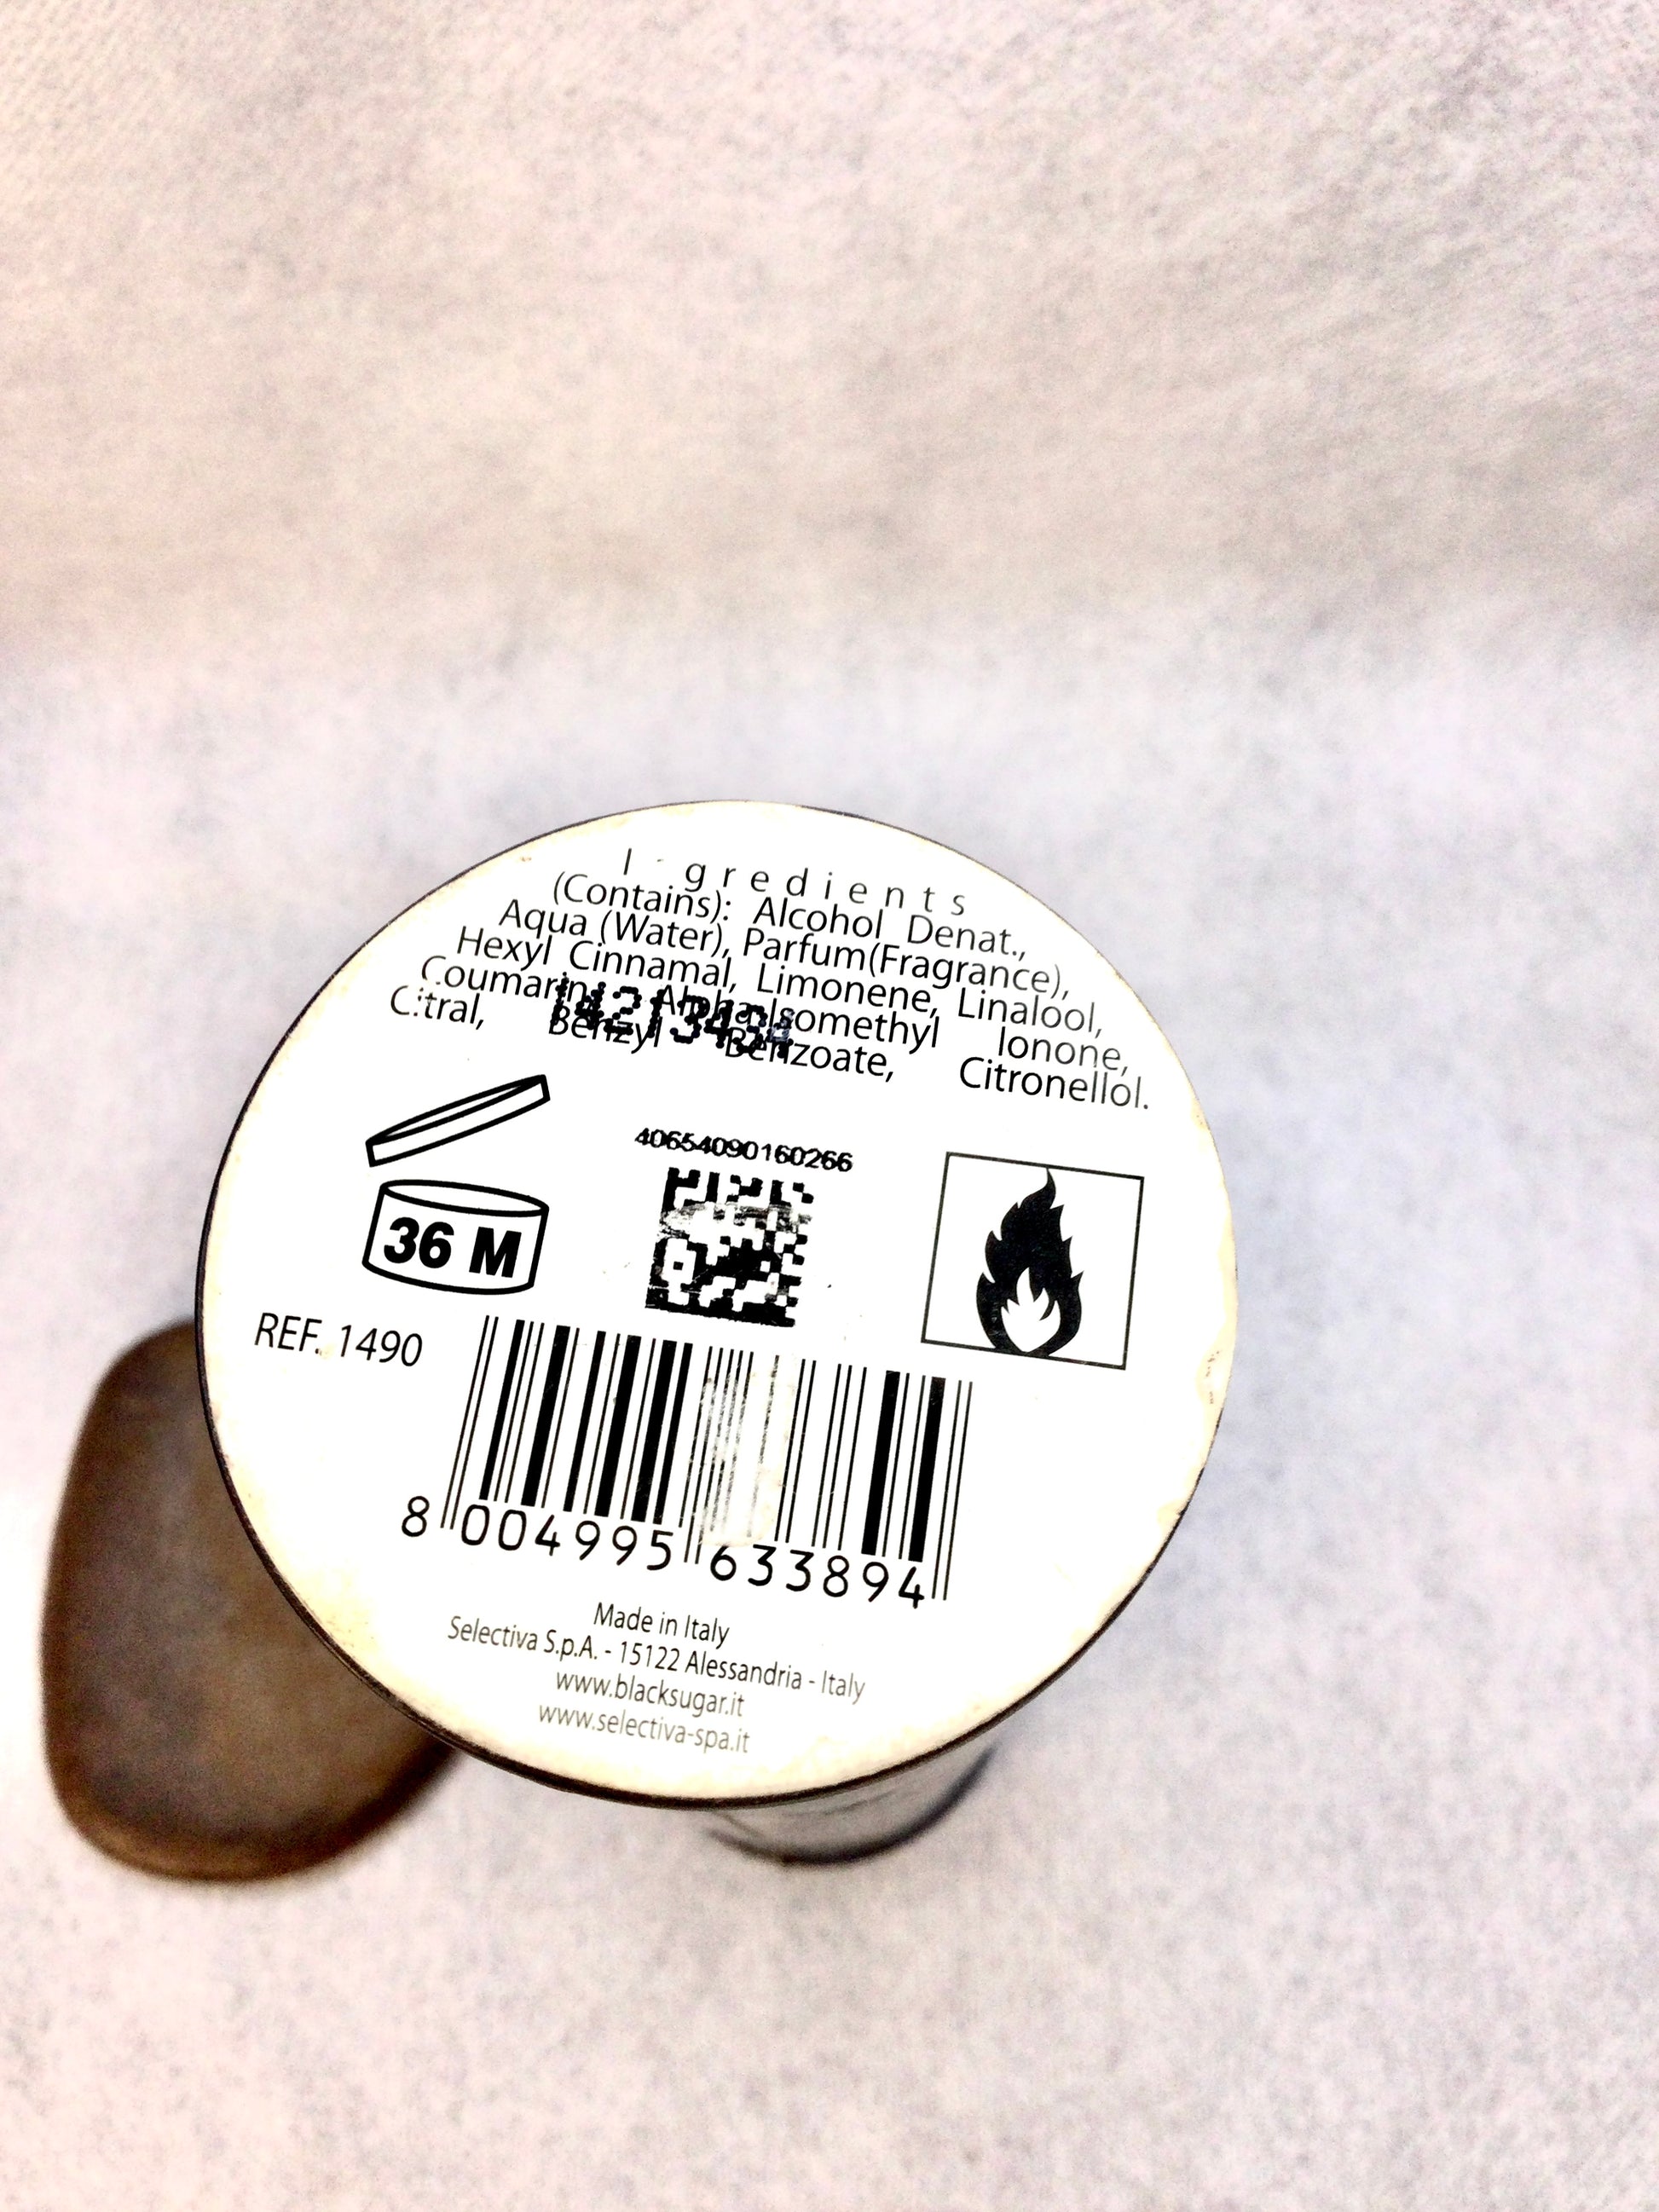 I gredients
(Contains): Alcohol Denat.,
Aqua (Water), Parfum(Fragrance),
Hexyl Cinnamal, Limonene, Linalool,
Coumarin, Alpha Isomethyl Ionone,
Citral, Benzyl Benzoate, Citronellol.
40654090160266
36 M
REF. 1490
8 004995 633894
Made in Italy
Selectiva S.p.A. - 15122 Alessandria - Italy
www.blacksugar.it
www.selectiva-spa.it